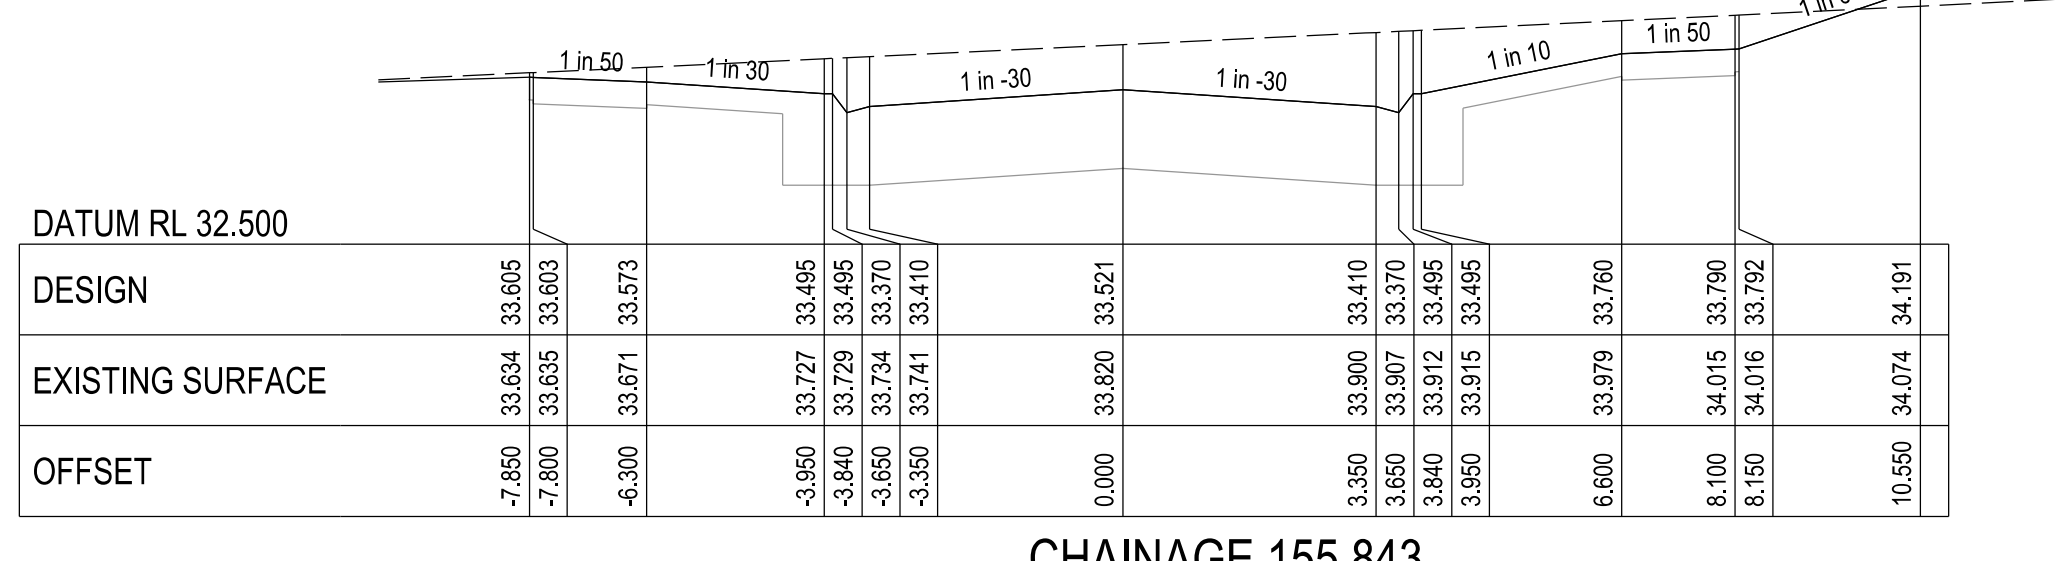 1 in
1 in 50
1 in 30
1 in -30
1 in -30
1 in 10
1 in 50
DATUM RL 32.500
DESIGN 33.605 33.603 33.573 33.495 33.495 33.370 33.410 33.521 33.410 33.370 33.495 33.495 33.760 33.790 33.792 34.191
EXISTING SURFACE 33.634 33.635 33.671 33.727 33.729 33.734 33.741 33.820 33.900 33.907 33.912 33.915 33.979 34.015 34.016 34.074
OFFSET -7.850 -7.800 -6.300 -3.950 -3.840 -3.650 -3.350 0.000 3.350 3.650 3.840 3.950 6.600 8.100 8.150 10.550
CHAINAGE 155.843